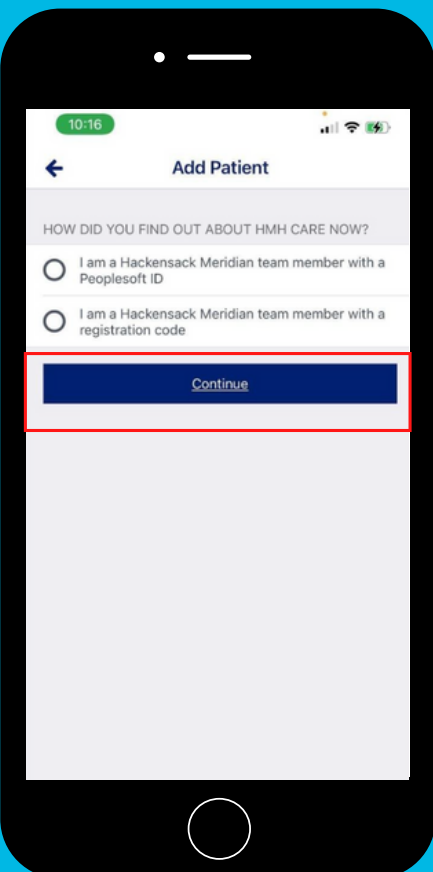 10:16
Add Patient
HOW DID YOU FIND OUT ABOUT HMH CARE NOW?
I am a Hackensack Meridian team member with a
Peoplesoft ID
I am a Hackensack Meridian team member with a
registration code
Continue